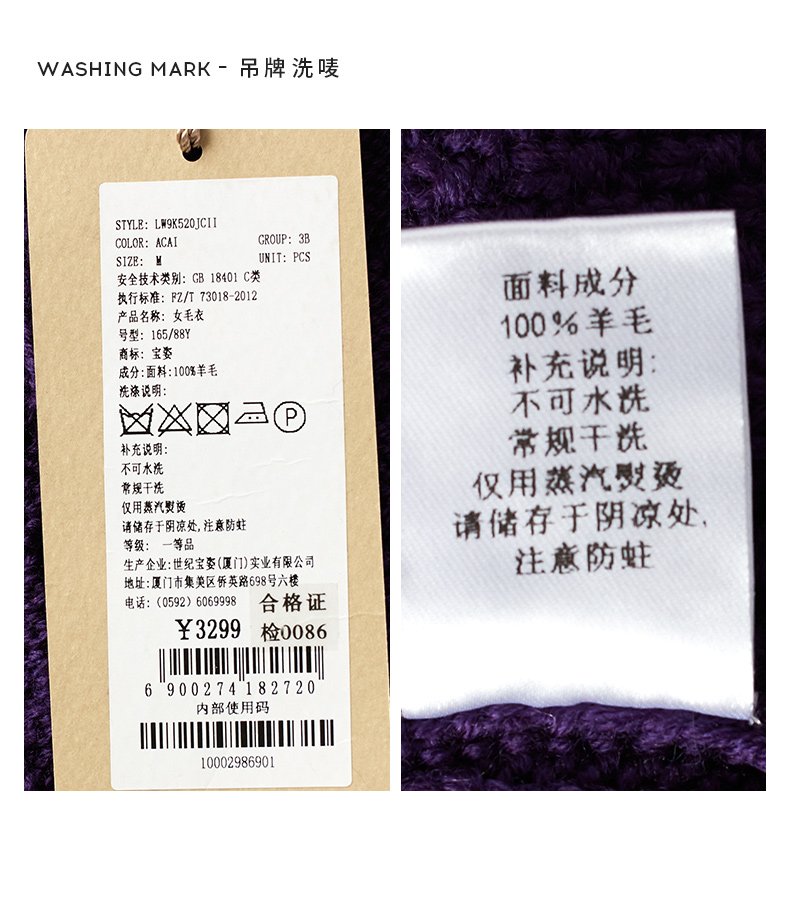 WASHING MARK - 吊牌洗唛
STYLE: LW9K520JCII
COLOR: ACAI GROUP: 3B
SIZE: M UNIT: PCS
安全技术类别: GB 18401 C类
执行标准: FZ/T 73018-2012
产品名称: 女毛衣
号型: 165/88Y
商标: 宝姿
成分:面料:100%羊毛
洗涤说明:
P
补充说明:
不可水洗
常规干洗
仅用蒸汽熨烫
请储存于阴凉处,注意防蛀
等级: 一等品
生产企业:世纪宝姿(厦门)实业有限公司
地址:厦门市集美区侨英路698号六楼
电话:(0592) 6069998
合格证
¥3299
检0086
6 900274 182720
内部使用码
10002986901
面料成分
100%羊毛
补充说明:
不可水洗
常规干洗
仅用蒸汽熨烫
请储存于阴凉处,
注意防蛀